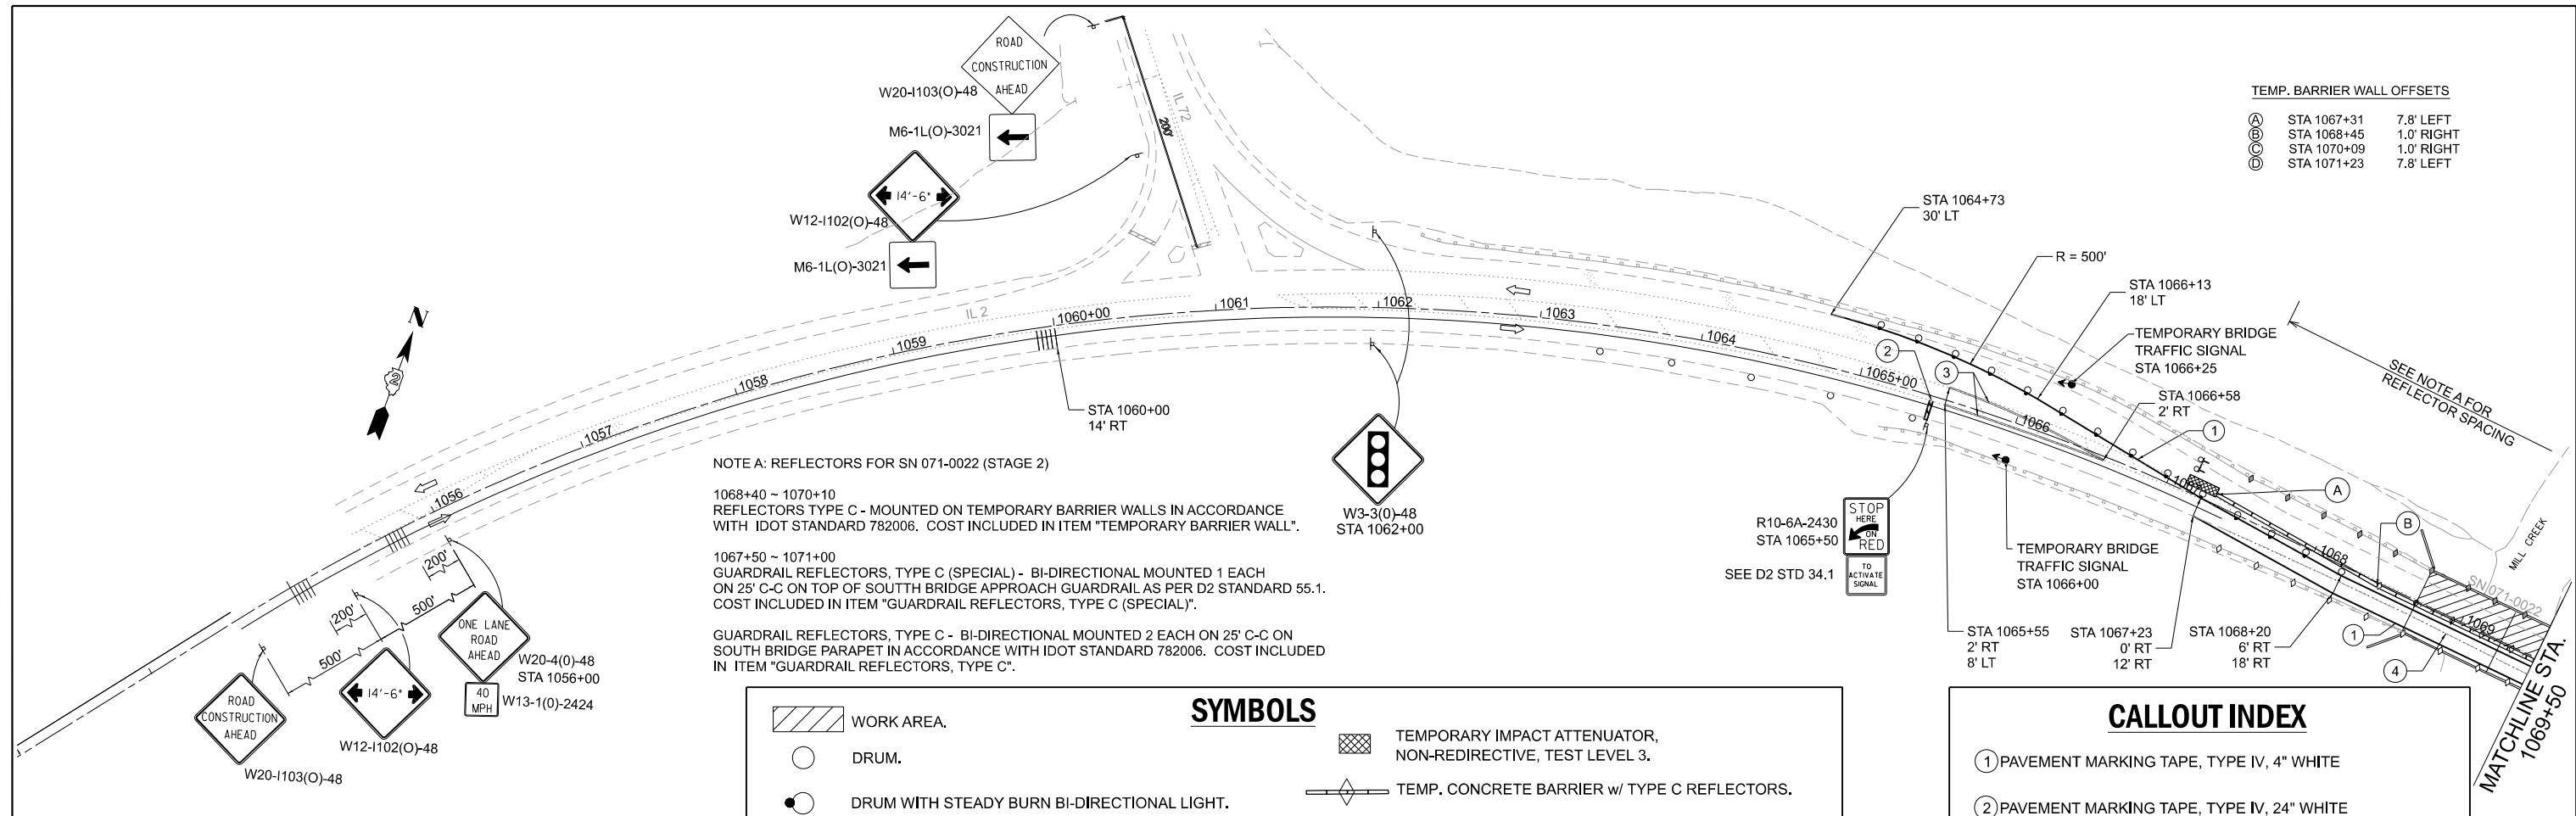 ROAD
CONSTRUCTION
AHEAD
W20-I103(O)-48
M6-1L(O)-3021
14'-6"
W12-I102(O)-48
M6-1L(O)-3021
IL 72
200'
TEMP. BARRIER WALL OFFSETS
A STA 1067+31 7.8' LEFT
B STA 1068+45 1.0' RIGHT
C STA 1070+09 1.0' RIGHT
D STA 1071+23 7.8' LEFT
STA 1064+73
30' LT
R = 500'
STA 1066+13
18' LT
TEMPORARY BRIDGE
TRAFFIC SIGNAL
STA 1066+25
SEE NOTE A FOR
REFLECTOR SPACING
STA 1066+58
2' RT
N
2
IL 2
1056
1057
1058
1059
1060+00
1061
1062
1063
1064
1065+00
1066
1067
1068
1069
2
3
1
A
B
1
4
STA 1060+00
14' RT
NOTE A: REFLECTORS FOR SN 071-0022 (STAGE 2)
1068+40 ~ 1070+10
REFLECTORS TYPE C - MOUNTED ON TEMPORARY BARRIER WALLS IN ACCORDANCE
WITH IDOT STANDARD 782006. COST INCLUDED IN ITEM "TEMPORARY BARRIER WALL".
1067+50 ~ 1071+00
GUARDRAIL REFLECTORS, TYPE C (SPECIAL) - BI-DIRECTIONAL MOUNTED 1 EACH
ON 25' C-C ON TOP OF SOUTTH BRIDGE APPROACH GUARDRAIL AS PER D2 STANDARD 55.1.
COST INCLUDED IN ITEM "GUARDRAIL REFLECTORS, TYPE C (SPECIAL)".
GUARDRAIL REFLECTORS, TYPE C - BI-DIRECTIONAL MOUNTED 2 EACH ON 25' C-C ON
SOUTH BRIDGE PARAPET IN ACCORDANCE WITH IDOT STANDARD 782006. COST INCLUDED
IN ITEM "GUARDRAIL REFLECTORS, TYPE C".
W3-3(0)-48
STA 1062+00
R10-6A-2430
STA 1065+50
STOP
HERE
ON
RED
SEE D2 STD 34.1
TO
ACTIVATE
SIGNAL
TEMPORARY BRIDGE
TRAFFIC SIGNAL
STA 1066+00
STA 1065+55
2' RT
8' LT
STA 1067+23
0' RT
12' RT
STA 1068+20
6' RT
18' RT
MILL CREEK
SN 071-0022
MATCHLINE STA.
1069+50
200'
500'
200'
500'
ONE LANE
ROAD
AHEAD
W20-4(0)-48
STA 1056+00
40
MPH
W13-1(0)-2424
14'-6"
W12-I102(O)-48
ROAD
CONSTRUCTION
AHEAD
W20-I103(O)-48
SYMBOLS
WORK AREA.
DRUM.
DRUM WITH STEADY BURN BI-DIRECTIONAL LIGHT.
TEMPORARY IMPACT ATTENUATOR,
NON-REDIRECTIVE, TEST LEVEL 3.
TEMP. CONCRETE BARRIER w/ TYPE C REFLECTORS.
CALLOUT INDEX
1 PAVEMENT MARKING TAPE, TYPE IV, 4" WHITE
2 PAVEMENT MARKING TAPE, TYPE IV, 24" WHITE